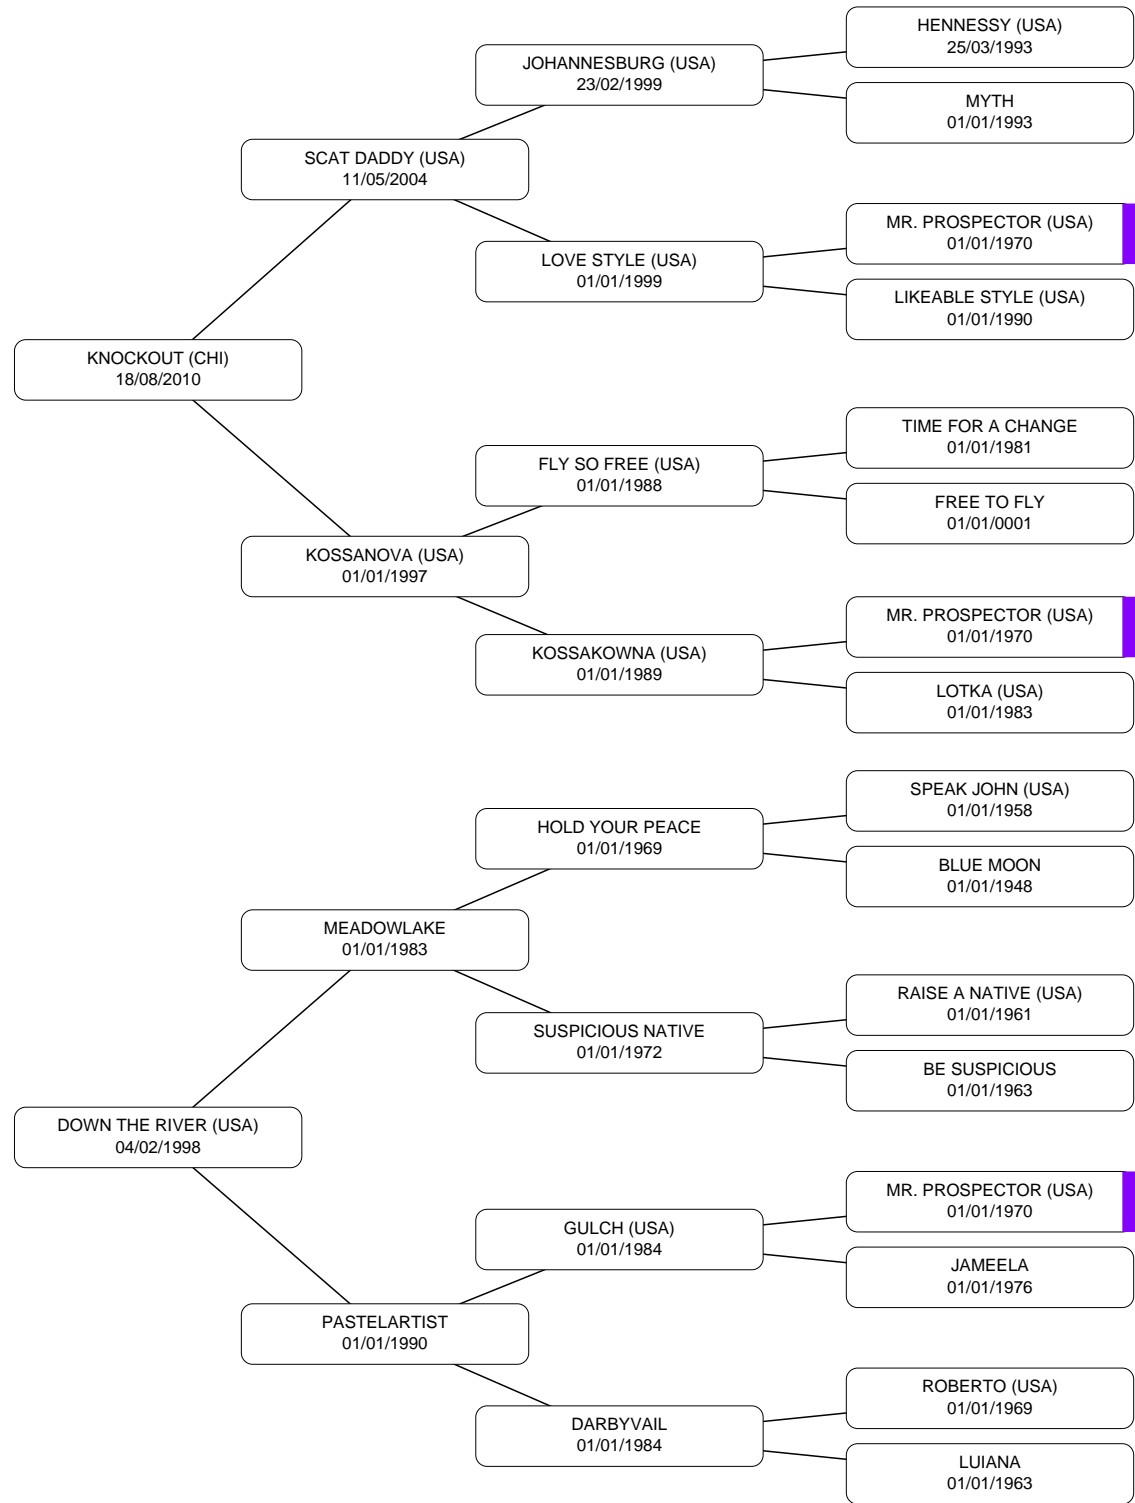 HENNESSY (USA)
25/03/1993
JOHANNESBURG (USA)
23/02/1999
MYTH
01/01/1993
SCAT DADDY (USA)
11/05/2004
MR. PROSPECTOR (USA)
01/01/1970
LOVE STYLE (USA)
01/01/1999
LIKEABLE STYLE (USA)
01/01/1990
KNOCKOUT (CHI)
18/08/2010
TIME FOR A CHANGE
01/01/1981
FLY SO FREE (USA)
01/01/1988
FREE TO FLY
01/01/0001
KOSSANOVA (USA)
01/01/1997
MR. PROSPECTOR (USA)
01/01/1970
KOSSAKOWNA (USA)
01/01/1989
LOTKA (USA)
01/01/1983
SPEAK JOHN (USA)
01/01/1958
HOLD YOUR PEACE
01/01/1969
BLUE MOON
01/01/1948
MEADOWLAKE
01/01/1983
RAISE A NATIVE (USA)
01/01/1961
SUSPICIOUS NATIVE
01/01/1972
BE SUSPICIOUS
01/01/1963
DOWN THE RIVER (USA)
04/02/1998
MR. PROSPECTOR (USA)
01/01/1970
GULCH (USA)
01/01/1984
JAMEELA
01/01/1976
PASTELARTIST
01/01/1990
ROBERTO (USA)
01/01/1969
DARBYVAIL
01/01/1984
LUIANA
01/01/1963